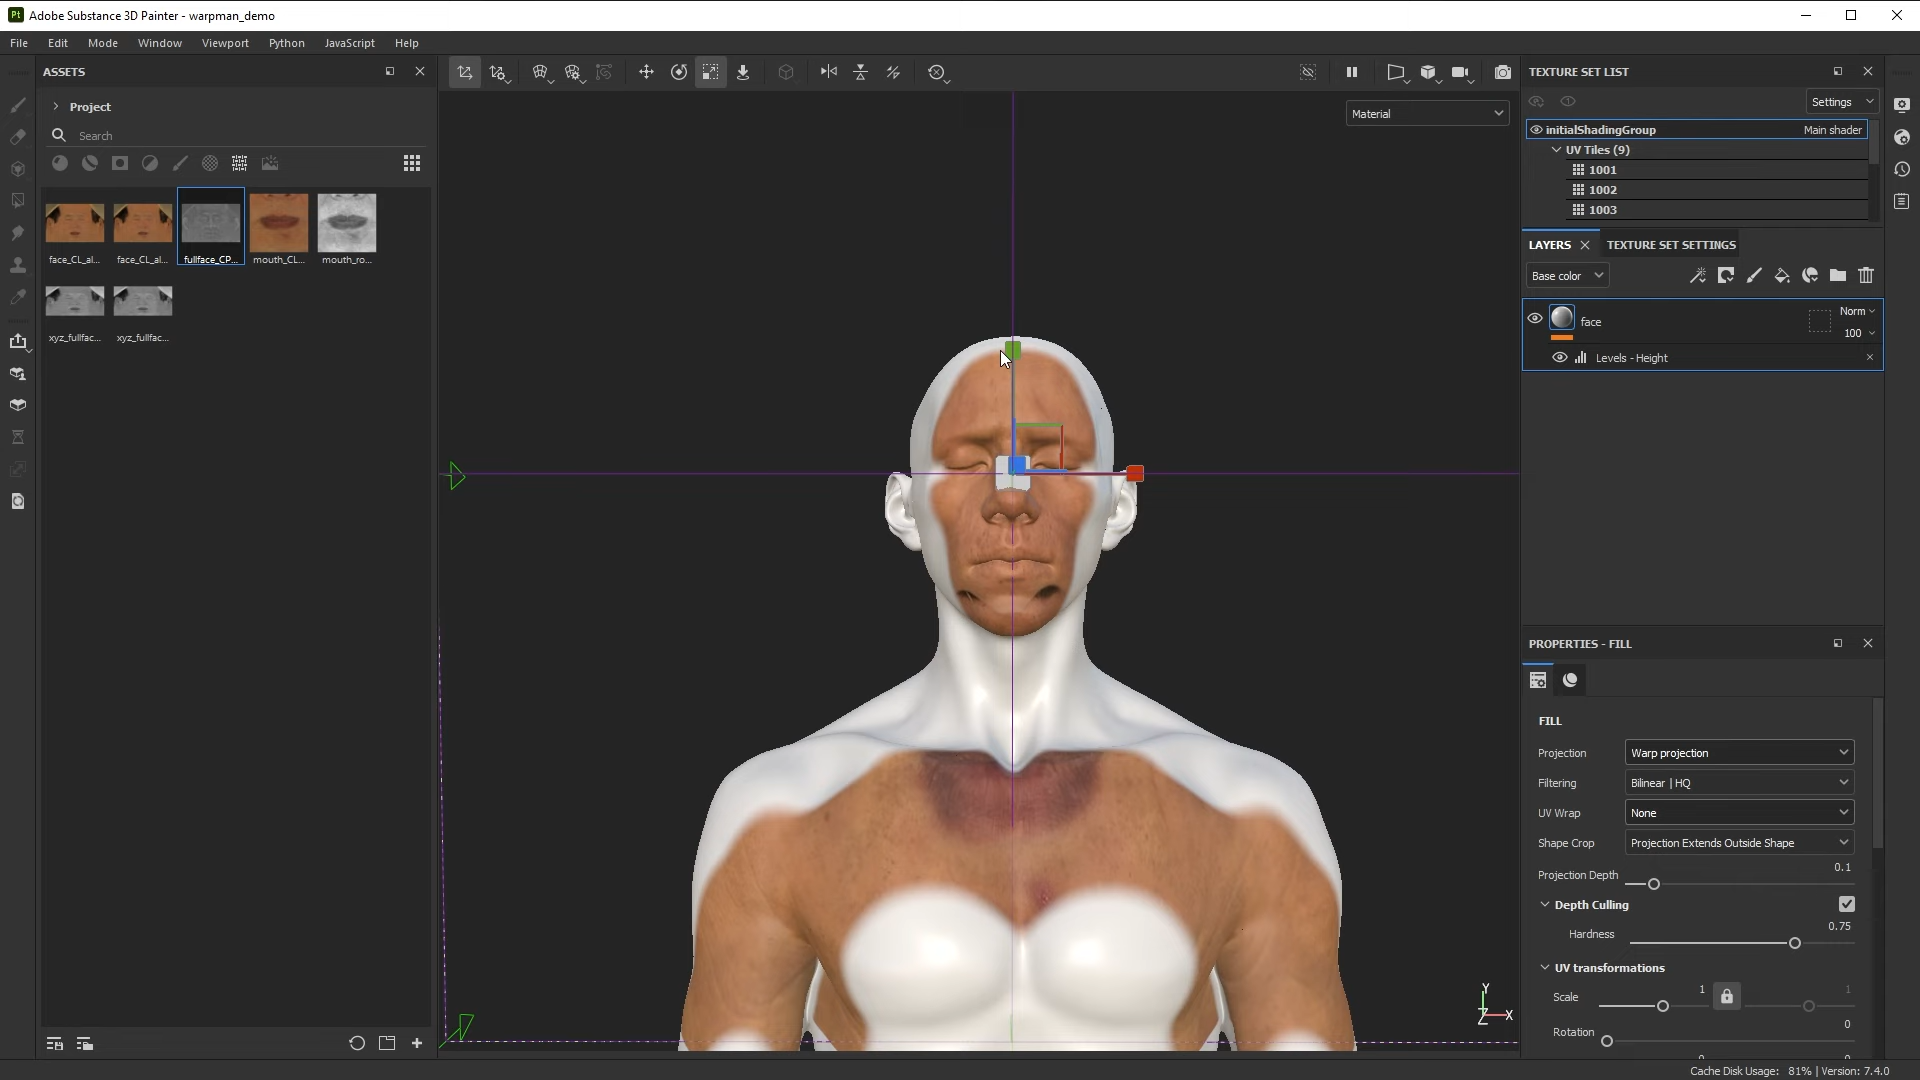 Pt Adobe Substance 3D Painter - warpman_demo
File Edit Mode Window Viewport Python JavaScript Help
ASSETS
Project
Search
face_CL_al... face_CL_al... fullface_CP... mouth_CL... mouth_ro...
xyz_fullfac... xyz_fullfac...
Material
Y
Z X
TEXTURE SET LIST
Settings
initialShadingGroup Main shader
UV Tiles (9)
1001
1002
1003
LAYERS TEXTURE SET SETTINGS
Base color
face Norm
100
Levels - Height
PROPERTIES - FILL
FILL
Projection Warp projection
Filtering Bilinear | HQ
UV Wrap None
Shape Crop Projection Extends Outside Shape
Projection Depth 0.1
Depth Culling
Hardness 0.75
UV transformations
Scale 1 1
Rotation 0
Cache Disk Usage: 81% | Version: 7.4.0